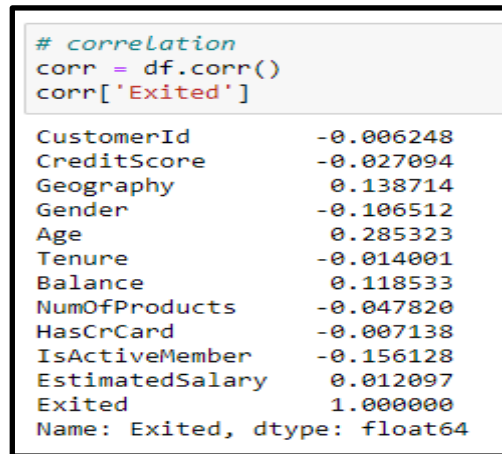 # correlation
corr = df.corr()
corr['Exited']
CustomerId -0.006248
CreditScore -0.027094
Geography 0.138714
Gender -0.106512
Age 0.285323
Tenure -0.014001
Balance 0.118533
NumOfProducts -0.047820
HasCrCard -0.007138
IsActiveMember -0.156128
EstimatedSalary 0.012097
Exited 1.000000
Name: Exited, dtype: float64